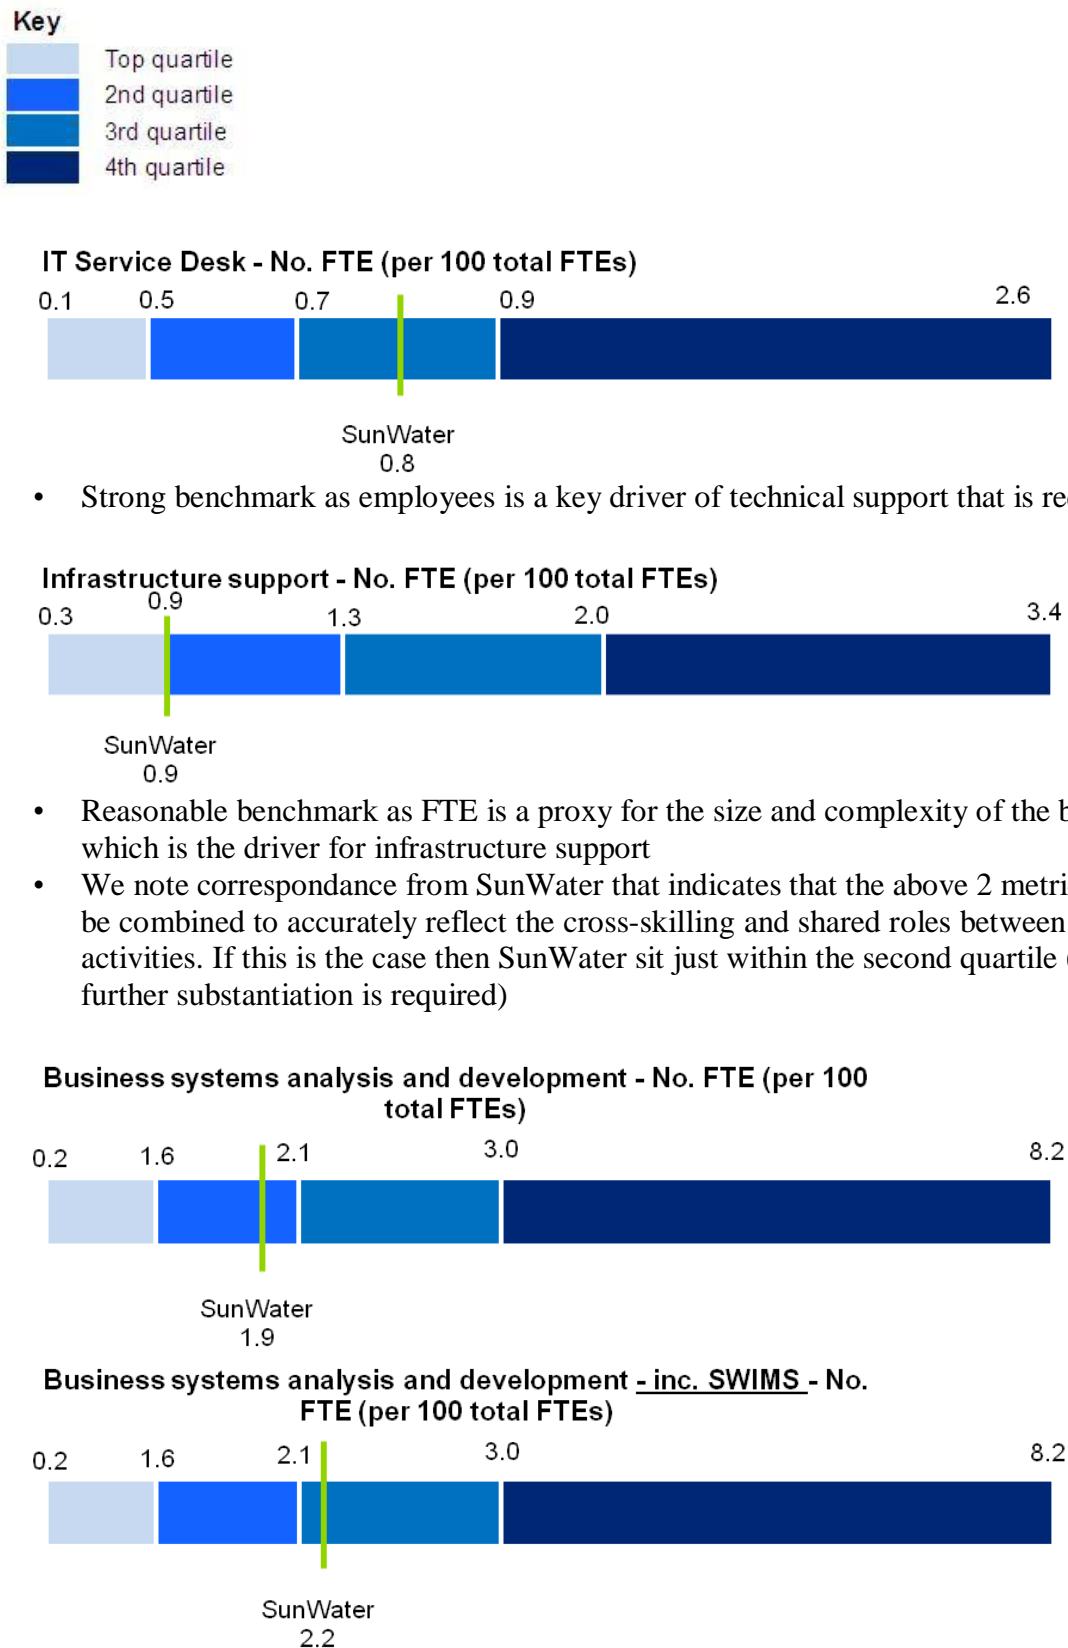 Key
Top quartile
2nd quartile
3rd quartile
4th quartile
IT Service Desk - No. FTE (per 100 total FTEs)
0.1 0.5 0.7 0.9 2.6
SunWater
0.8
• Strong benchmark as employees is a key driver of technical support that is
Infrastructure support - No. FTE (per 100 total FTEs)
0.3 0.9 1.3 2.0 3.4
SunWater
0.9
• Reasonable benchmark as FTE is a proxy for the size and complexity of the
which is the driver for infrastructure support
• We note correspondance from SunWater that indicates that the above 2
be combined to accurately reflect the cross-skilling and shared roles between
activities. If this is the case then SunWater sit just within the second quartile
further substantiation is required)
Business systems analysis and development - No. FTE (per 100
total FTEs)
0.2 1.6 2.1 3.0 8.2
SunWater
1.9
Business systems analysis and development - inc. SWIMS - No.
FTE (per 100 total FTEs)
0.2 1.6 2.1 3.0 8.2
SunWater
2.2